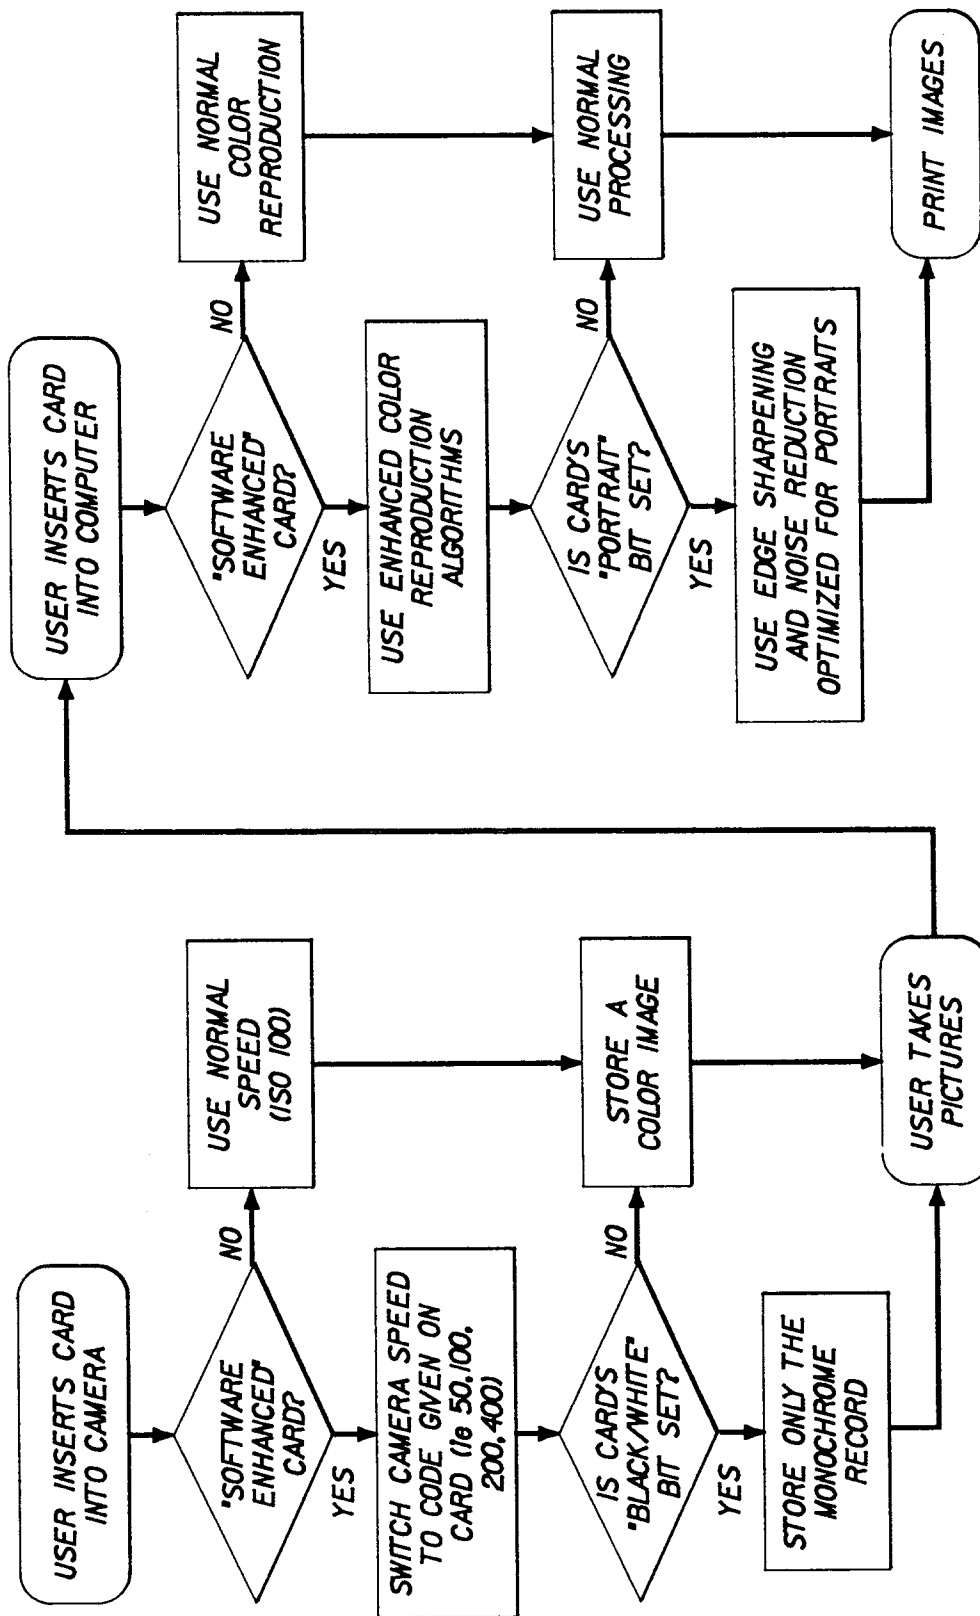 USER INSERTS CARD
INTO CAMERA
"SOFTWARE
ENHANCED"
CARD?
NO
USE NORMAL
SPEED
(ISO 100)
YES
SWITCH CAMERA SPEED
TO CODE GIVEN ON
CARD (ie 50,100,
200,400)
IS CARD'S
"BLACK/WHITE"
BIT SET?
NO
STORE A
COLOR IMAGE
YES
STORE ONLY THE
MONOCHROME
RECORD
USER TAKES
PICTURES
USER INSERTS CARD
INTO COMPUTER
"SOFTWARE
ENHANCED"
CARD?
NO
USE NORMAL
COLOR
REPRODUCTION
YES
USE ENHANCED COLOR
REPRODUCTION
ALGORITHMS
IS CARD'S
"PORTRAIT"
BIT SET?
NO
USE NORMAL
PROCESSING
YES
USE EDGE SHARPENING
AND NOISE REDUCTION
OPTIMIZED FOR PORTRAITS
PRINT IMAGES